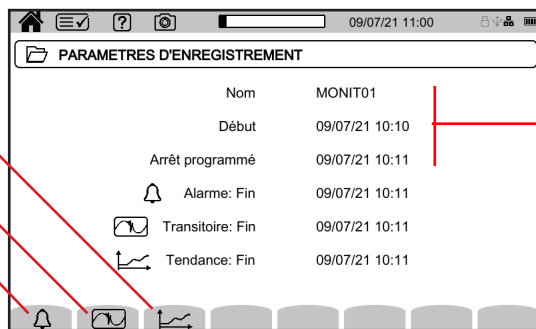 09/07/21 11:00
PARAMETRES D'ENREGISTREMENT
Nom MONIT01
Début 09/07/21 10:10
Arrêt programmé 09/07/21 10:11
Alarme: Fin 09/07/21 10:11
Transitoire: Fin 09/07/21 10:11
Tendance: Fin 09/07/21 10:11